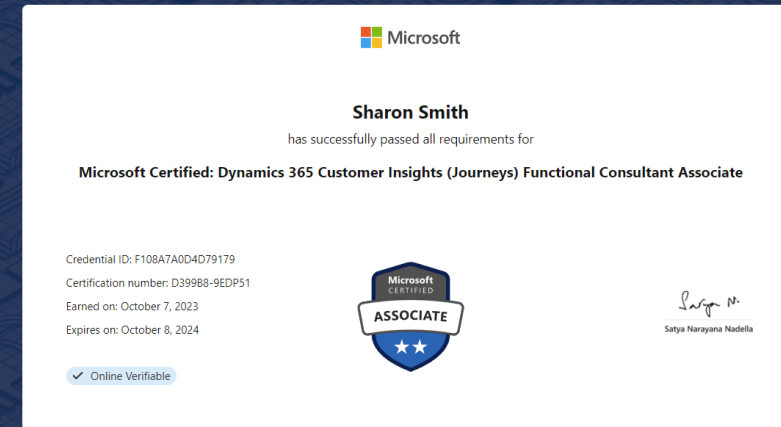 Microsoft
Sharon Smith
has successfully passed all requirements for
Microsoft Certified: Dynamics 365 Customer Insights (Journeys) Functional Consultant Associate
Credential ID: F108A7A0D4D79179
Certification number: D399B8-9EDP51
Earned on: October 7, 2023
Expires on: October 8, 2024
Online Verifiable
Microsoft
CERTIFIED
ASSOCIATE
Satya N.
Satya Narayana Nadella